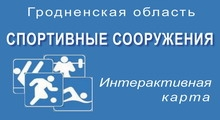 Гродненская область
СПОРТИВНЫЕ СООРУЖЕНИЯ
Интерактивная
карта